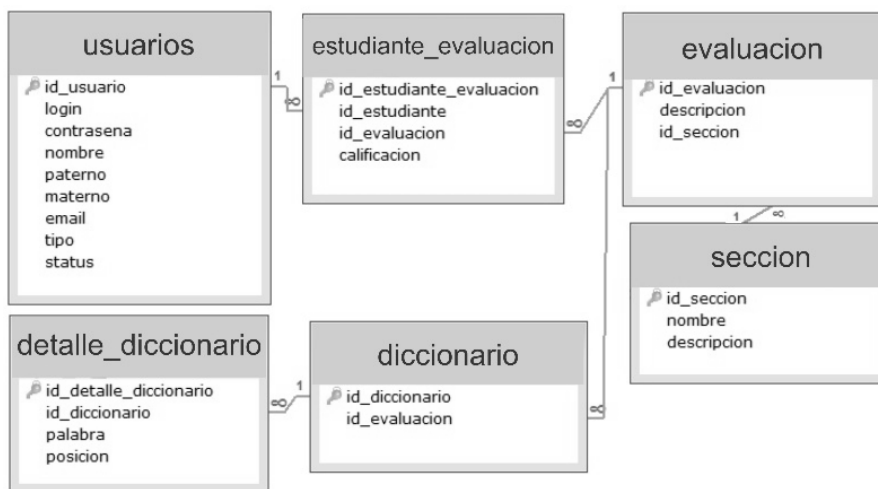 usuarios
id_usuario
login
contrasena
nombre
paterno
materno
email
tipo
status
1
∞
estudiante_evaluacion
id_estudiante_evaluacion
id_estudiante
id_evaluacion
calificacion
1
∞
evaluacion
id_evaluacion
descripcion
id_seccion
1
∞
seccion
id_seccion
nombre
descripcion
detalle_diccionario
id_detalle_diccionario
id_diccionario
palabra
posicion
1
∞
diccionario
id_diccionario
id_evaluacion
∞